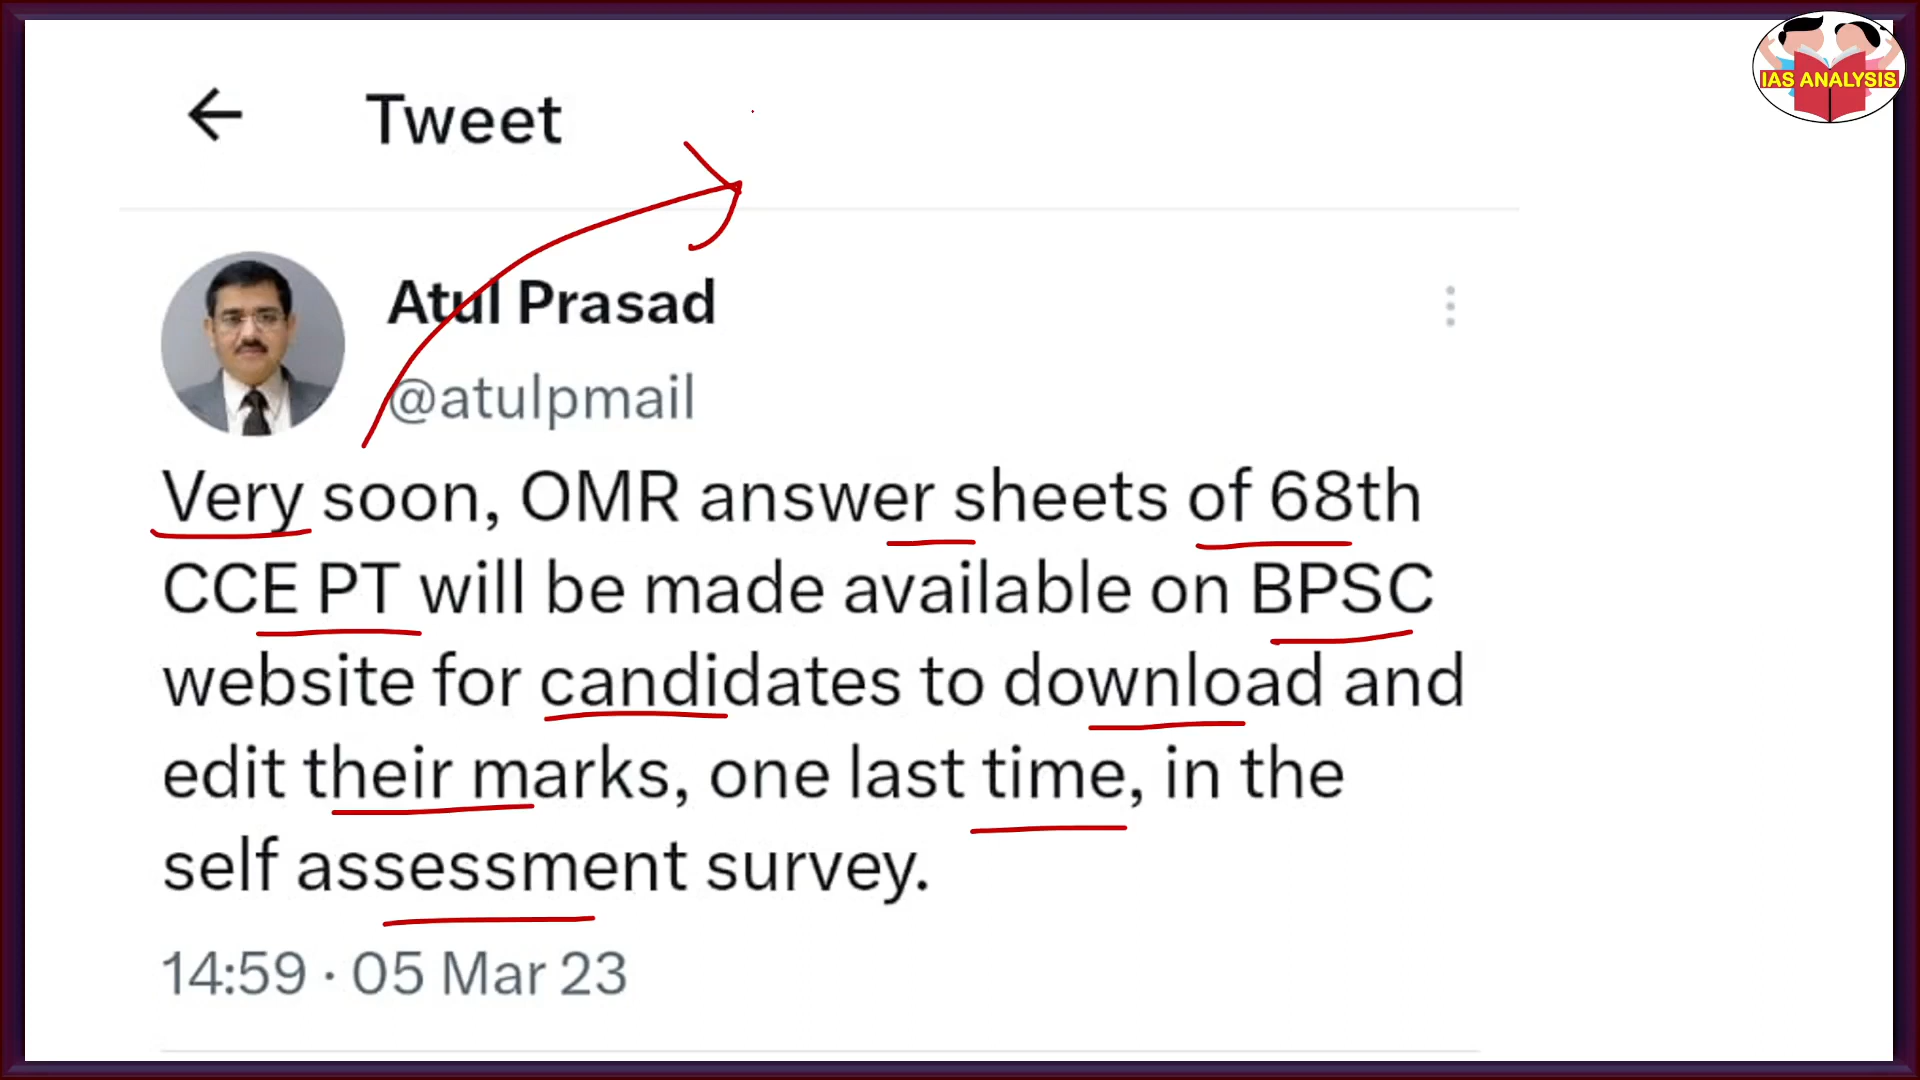 IAS ANALYSIS
Tweet
Atul Prasad
@atulpmail
Very soon, OMR answer sheets of 68th
CCE PT will be made available on BPSC
website for candidates to download and
edit their marks, one last time, in the
self assessment survey.
14:59 · 05 Mar 23